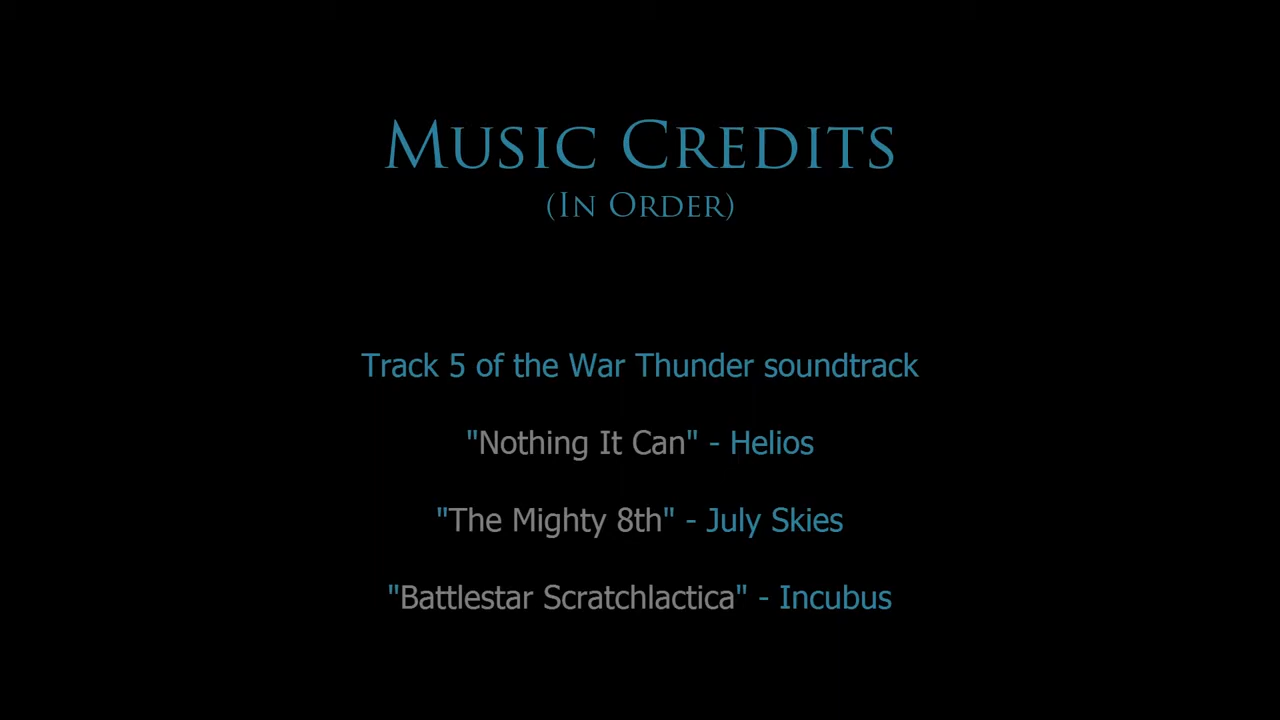 Music Credits
(In Order)
Track 5 of the War Thunder soundtrack
"Nothing It Can" - Helios
"The Mighty 8th" - July Skies
"Battlestar Scratchlactica" - Incubus